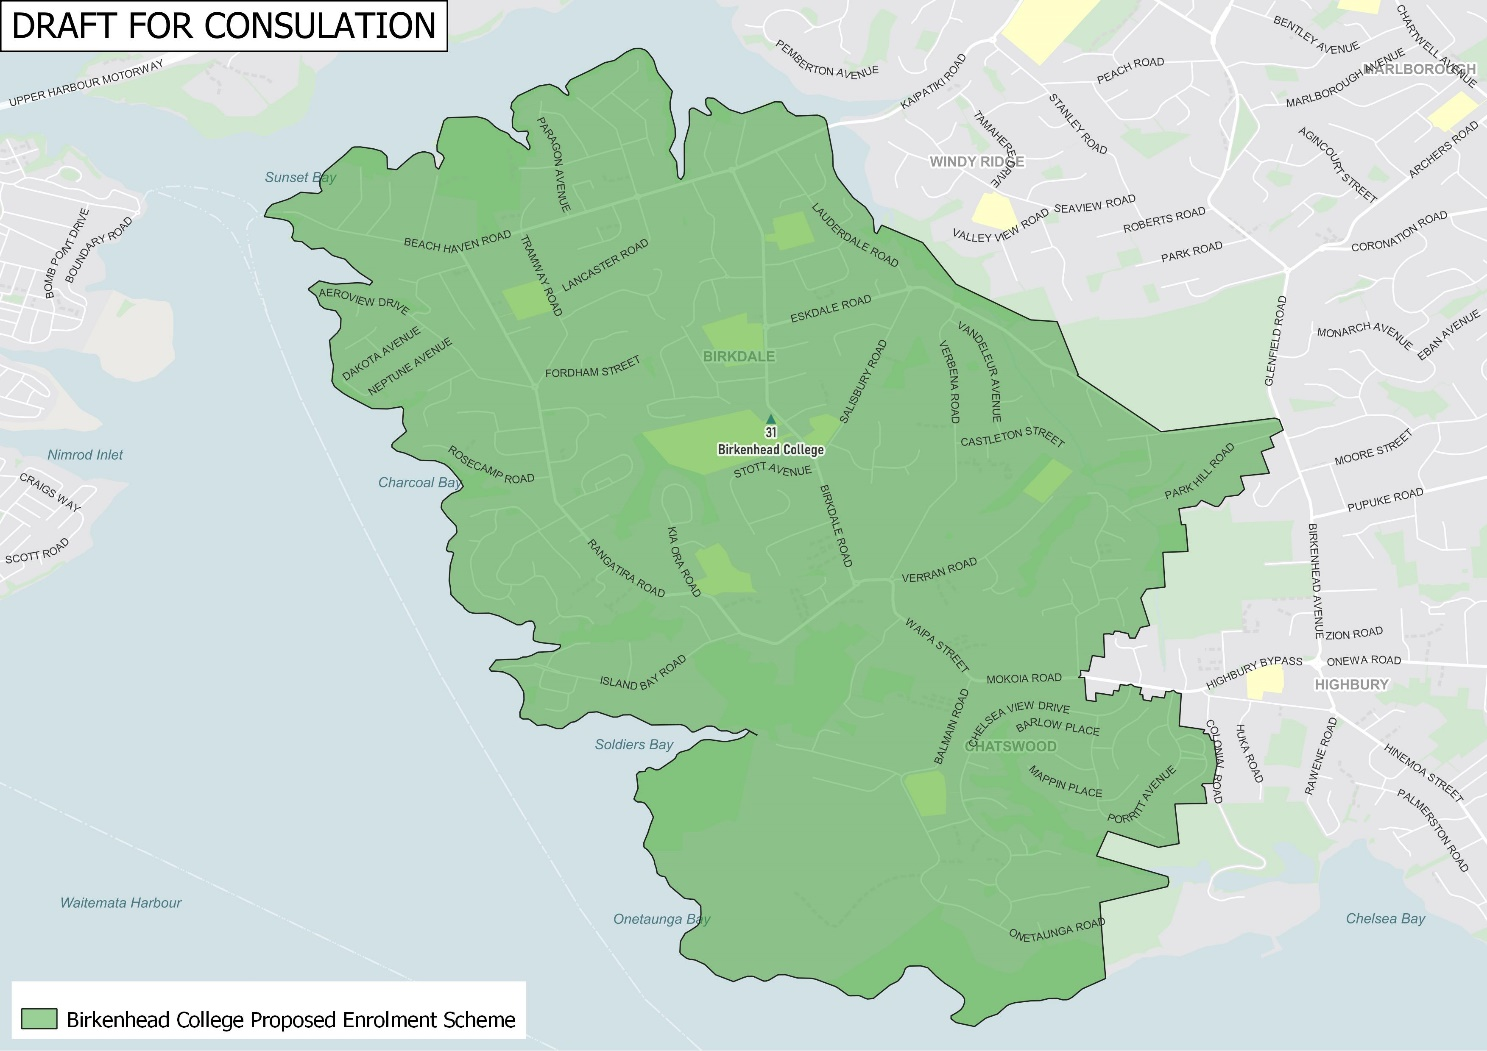 DRAFT FOR CONSULATION
UPPER HARBOUR MOTORWAY
PEMBERTON AVENUE
KAIPATIKI ROAD
PEACH ROAD
BENTLEY AVENUE
CHARTWELL AVENUE
MARLBOROUGH AVENUE
MARLBOROUGH
STANLEY ROAD
TAMAHERE DRIVE
WINDY RIDGE
AGINCOURT STREET
ARCHERS ROAD
PARAGON AVENUE
Sunset Bay
BOMB POINT DRIVE
BOUNDARY ROAD
BEACH HAVEN ROAD
TRAMWAY ROAD
LANCASTER ROAD
LAUDERDALE ROAD
VALLEY VIEW ROAD
SEAVIEW ROAD
ROBERTS ROAD
PARK ROAD
CORONATION ROAD
AEROVIEW DRIVE
DAKOTA AVENUE
NEPTUNE AVENUE
ESKDALE ROAD
VANDELEUR AVENUE
VERBENA ROAD
GLENFIELD ROAD
MONARCH AVENUE
EBAN AVENUE
FORDHAM STREET
BIRKDALE
SALISBURY ROAD
31
Birkenhead College
CASTLETON STREET
STOTT AVENUE
Nimrod Inlet
CRAIGS WAY
SCOTT ROAD
ROSECAMP ROAD
Charcoal Bay
PARK HILL ROAD
MOORE STREET
PUPUKE ROAD
BIRKDALE ROAD
KIA ORA ROAD
RANGATIRA ROAD
VERRAN ROAD
BIRKENHEAD AVENUE
WAIPA STREET
ZION ROAD
HIGHBURY BYPASS
ONEWA ROAD
HIGHBURY
ISLAND BAY ROAD
MOKOIA ROAD
BALMAIN ROAD
CHELSEA VIEW DRIVE
BARLOW PLACE
CHATSWOOD
MAPPIN PLACE
PORRITT AVENUE
COLONIAL ROAD
HUKA ROAD
RAWENE ROAD
HINEMOA STREET
PALMERSTON ROAD
Soldiers Bay
Waitemata Harbour
Onetaunga Bay
ONETAUNGA ROAD
Chelsea Bay
Birkenhead College Proposed Enrolment Scheme